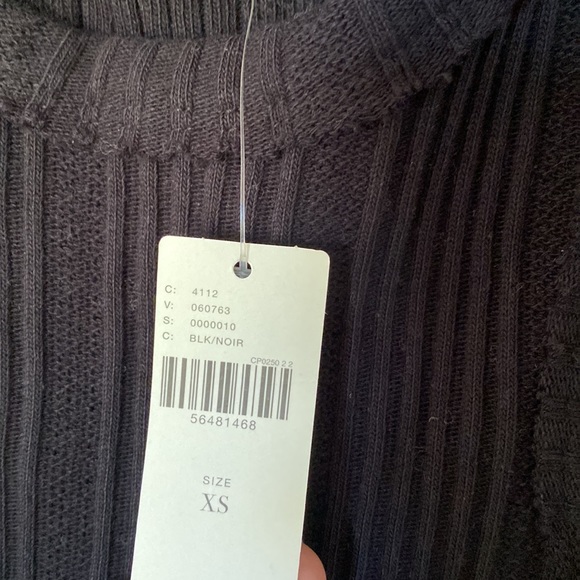 C: 4112
V: 060763
S: 0000010
C: BLK/NOIR
CP0250 2 2
56481468
SIZE
XS